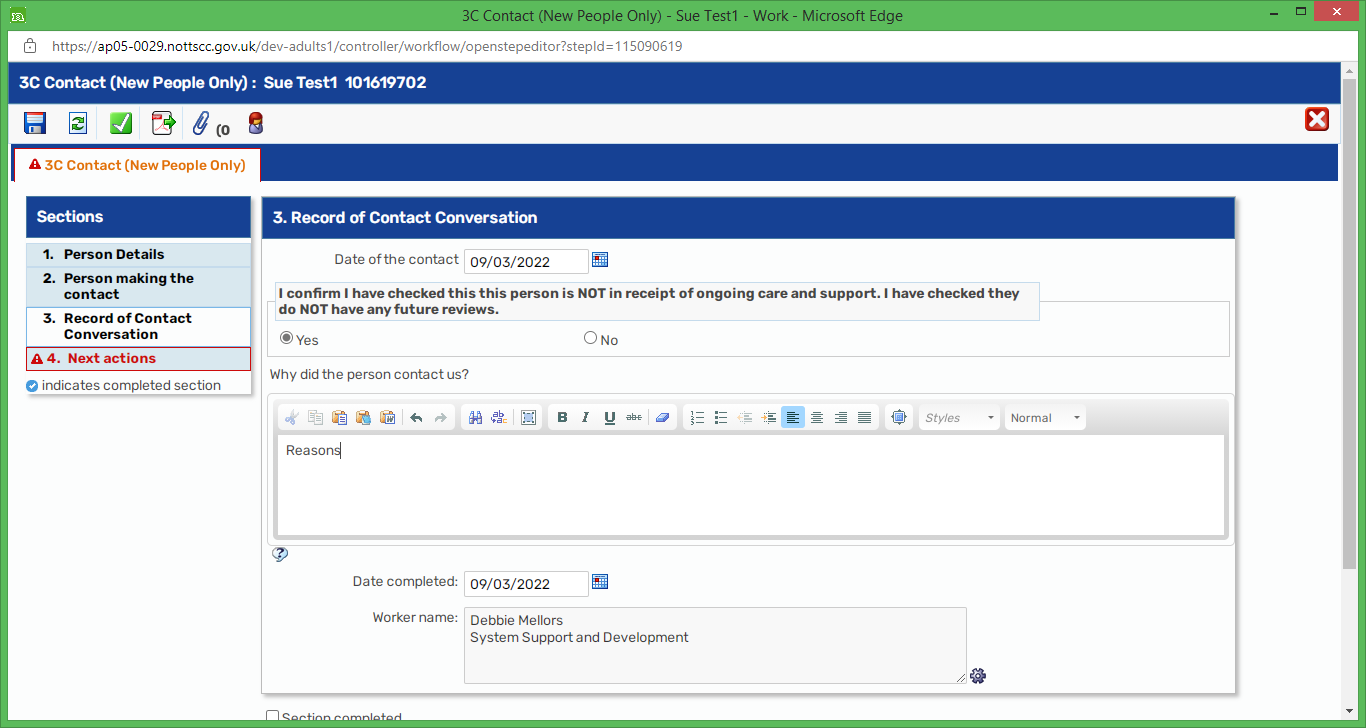 3C Contact (New People Only) - Sue Test1 - Work - Microsoft Edge
https://ap05-0029.nottscc.gov.uk/dev-adults1/controller/workflow/openstepeditor?stepId=115090619
3C Contact (New People Only) : Sue Test1 101619702
(0
3C Contact (New People Only)
Sections
1. Person Details
2. Person making the
contact
3. Record of Contact
Conversation
4. Next actions
indicates completed section
3. Record of Contact Conversation
Date of the contact 09/03/2022
I confirm I have checked this this person is NOT in receipt of ongoing care and support. I have checked they
do NOT have any future reviews.
Yes No
Why did the person contact us?
B I U abc Styles Normal
Reasons
Date completed: 09/03/2022
Worker name: Debbie Mellors
System Support and Development
Section completed